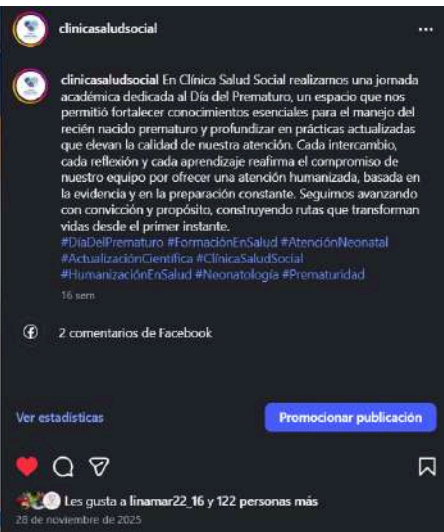 clinicasaludsocial
clinicasaludsocial En Clínica Salud Social realizamos una jornada
académica dedicada al Día del Prematuro, un espacio que nos
permitió fortalecer conocimientos esenciales para el manejo del
recién nacido prematuro y profundizar en prácticas actualizadas
que elevan la calidad de nuestra atención. Cada intercambio,
cada reflexión y cada aprendizaje reafirma el compromiso de
nuestro equipo por ofrecer una atención humanizada, basada en
la evidencia y en la preparación constante. Seguimos avanzando
con convicción y propósito, construyendo rutas que transforman
vidas desde el primer instante.
#DíaDelPrematuro #FormaciónEnSalud #AtenciónNeonatal
#ActualizaciónCientífica #ClínicaSaludSocial
#HumanizaciónEnSalud #Neonatología #Prematuridad
16 sem
2 comentarios de Facebook
Ver estadísticas
Promocionar publicación
Les gusta a linamar22_16 y 122 personas más
28 de noviembre de 2025